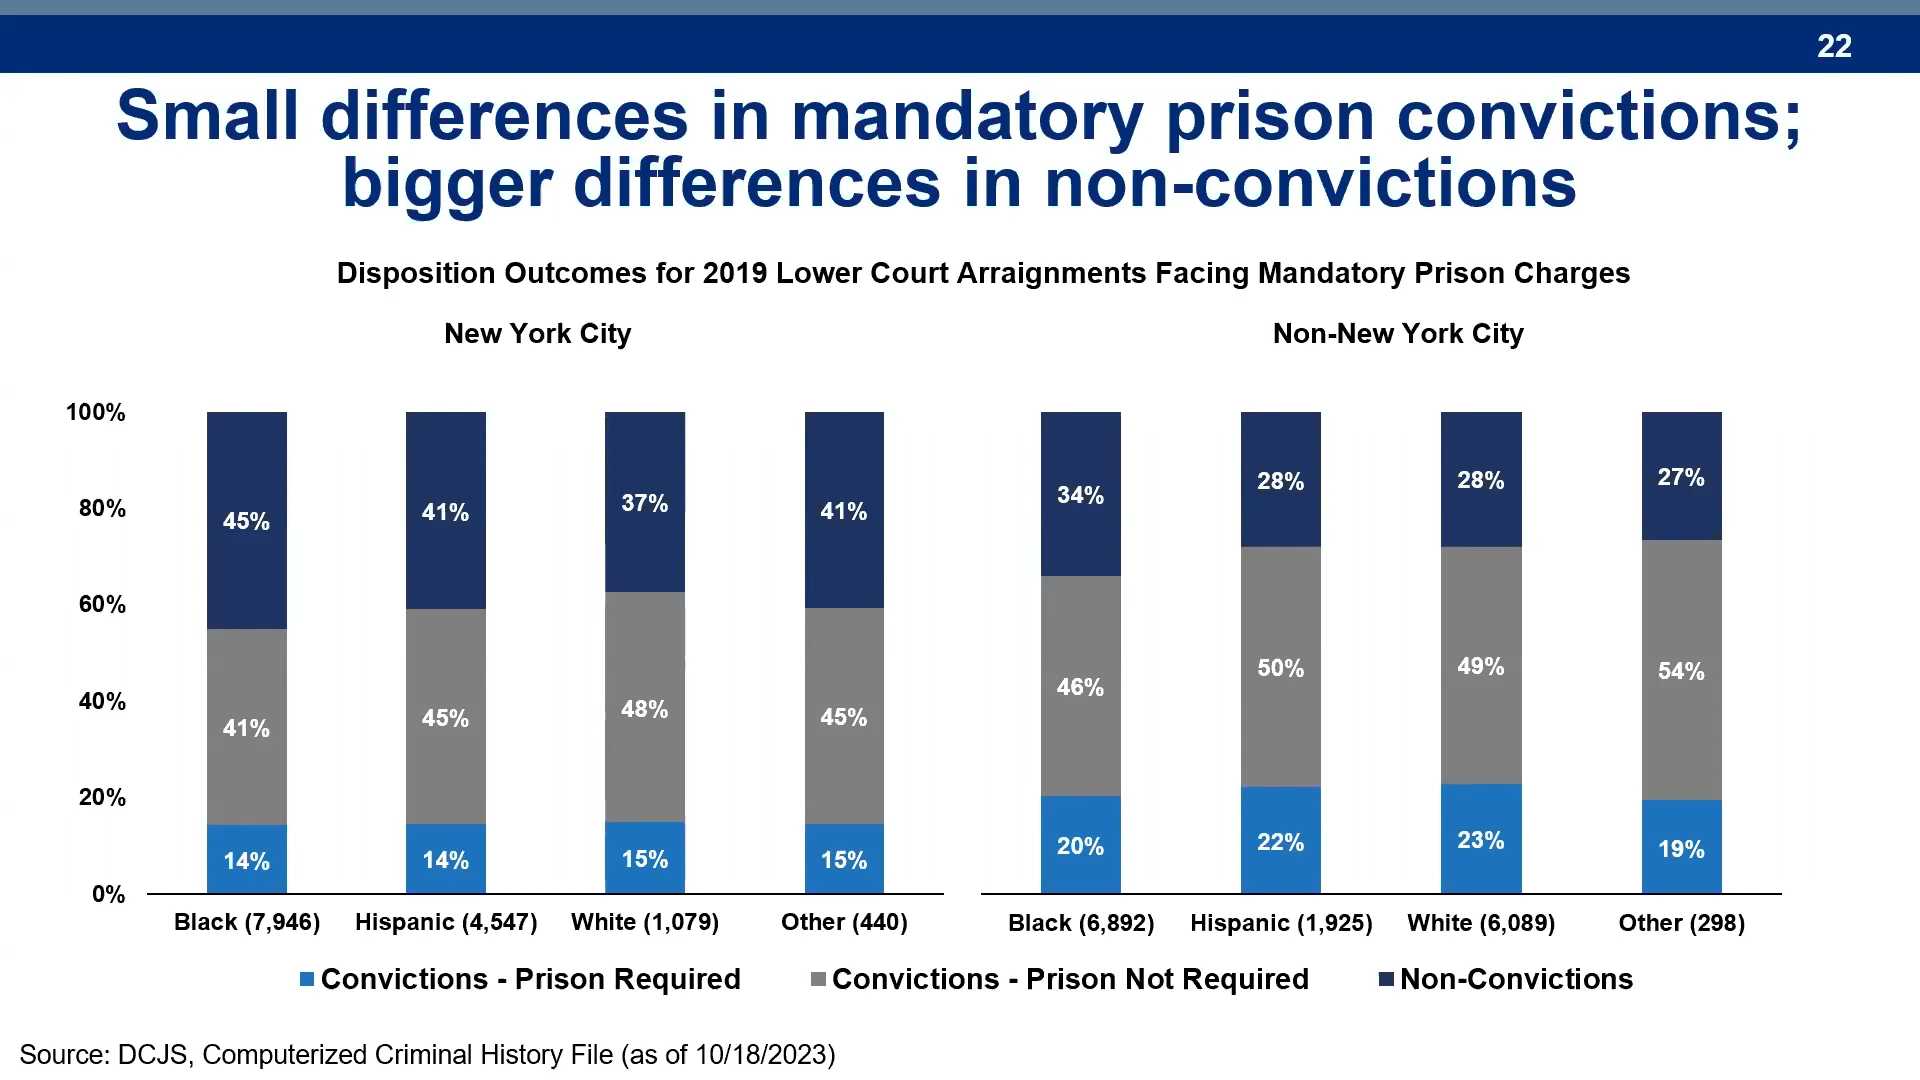 22
Small differences in mandatory prison convictions;
bigger differences in non-convictions
Disposition Outcomes for 2019 Lower Court Arraignments Facing Mandatory Prison Charges
New York City
100%
80%
60%
40%
20%
0%
45%
41%
37%
41%
41%
45%
48%
45%
14%
14%
15%
15%
Black (7,946)
Hispanic (4,547)
White (1,079)
Other (440)
Non-New York City
34%
28%
28%
27%
46%
50%
49%
54%
20%
22%
23%
19%
Black (6,892)
Hispanic (1,925)
White (6,089)
Other (298)
Convictions - Prison Required
Convictions - Prison Not Required
Non-Convictions
Source: DCJS, Computerized Criminal History File (as of 10/18/2023)